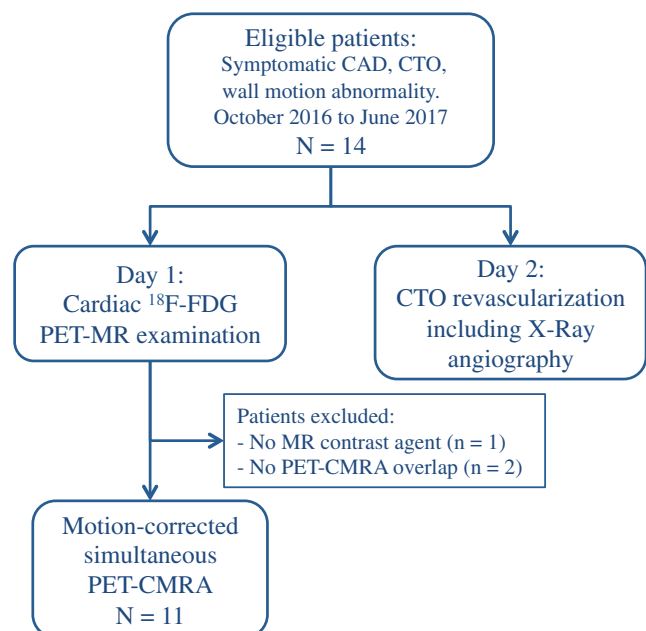 Eligible patients:
Symptomatic CAD, CTO,
wall motion abnormality.
October 2016 to June 2017
N = 14
Day 1:
Cardiac ¹⁸F-FDG
PET-MR examination
Day 2:
CTO revascularization
including X-Ray
angiography
Patients excluded:
- No MR contrast agent (n = 1)
- No PET-CMRA overlap (n = 2)
Motion-corrected
simultaneous
PET-CMRA
N = 11